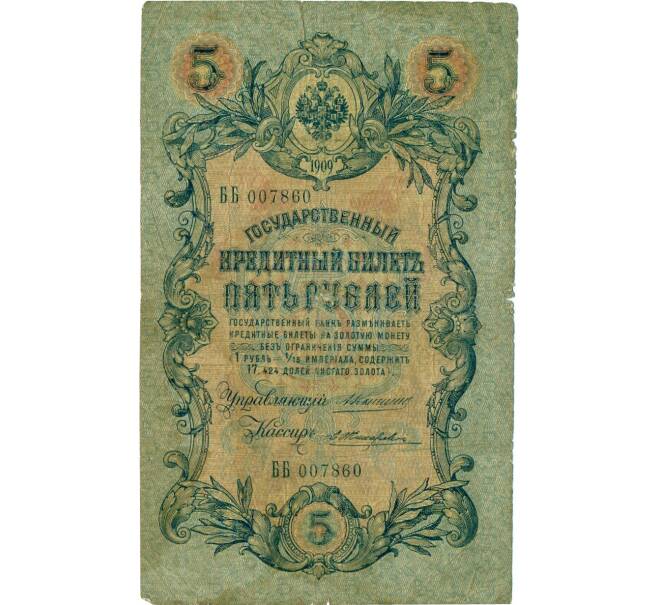 5 5
1909
ББ 007860
ГОСУДАРСТВЕННЫЙ
КРЕДИТНЫЙ БИЛЕТЪ
ПЯТЬ РУБЛЕЙ.
ГОСУДАРСТВЕННЫЙ БАНКЪ РАЗМѢНИВАЕТЪ
КРЕДИТНЫЕ БИЛЕТЫ НА ЗОЛОТУЮ МОНЕТУ
БЕЗЪ ОГРАНИЧЕНІЯ СУММЫ
(1 РУБЛЬ = 1/15 ИМПЕРІАЛА, СОДЕРЖИТЪ
17,424 ДОЛЕЙ ЧИСТАГО ЗОЛОТА).
Управляющій
Кассиръ
ББ 007860
5